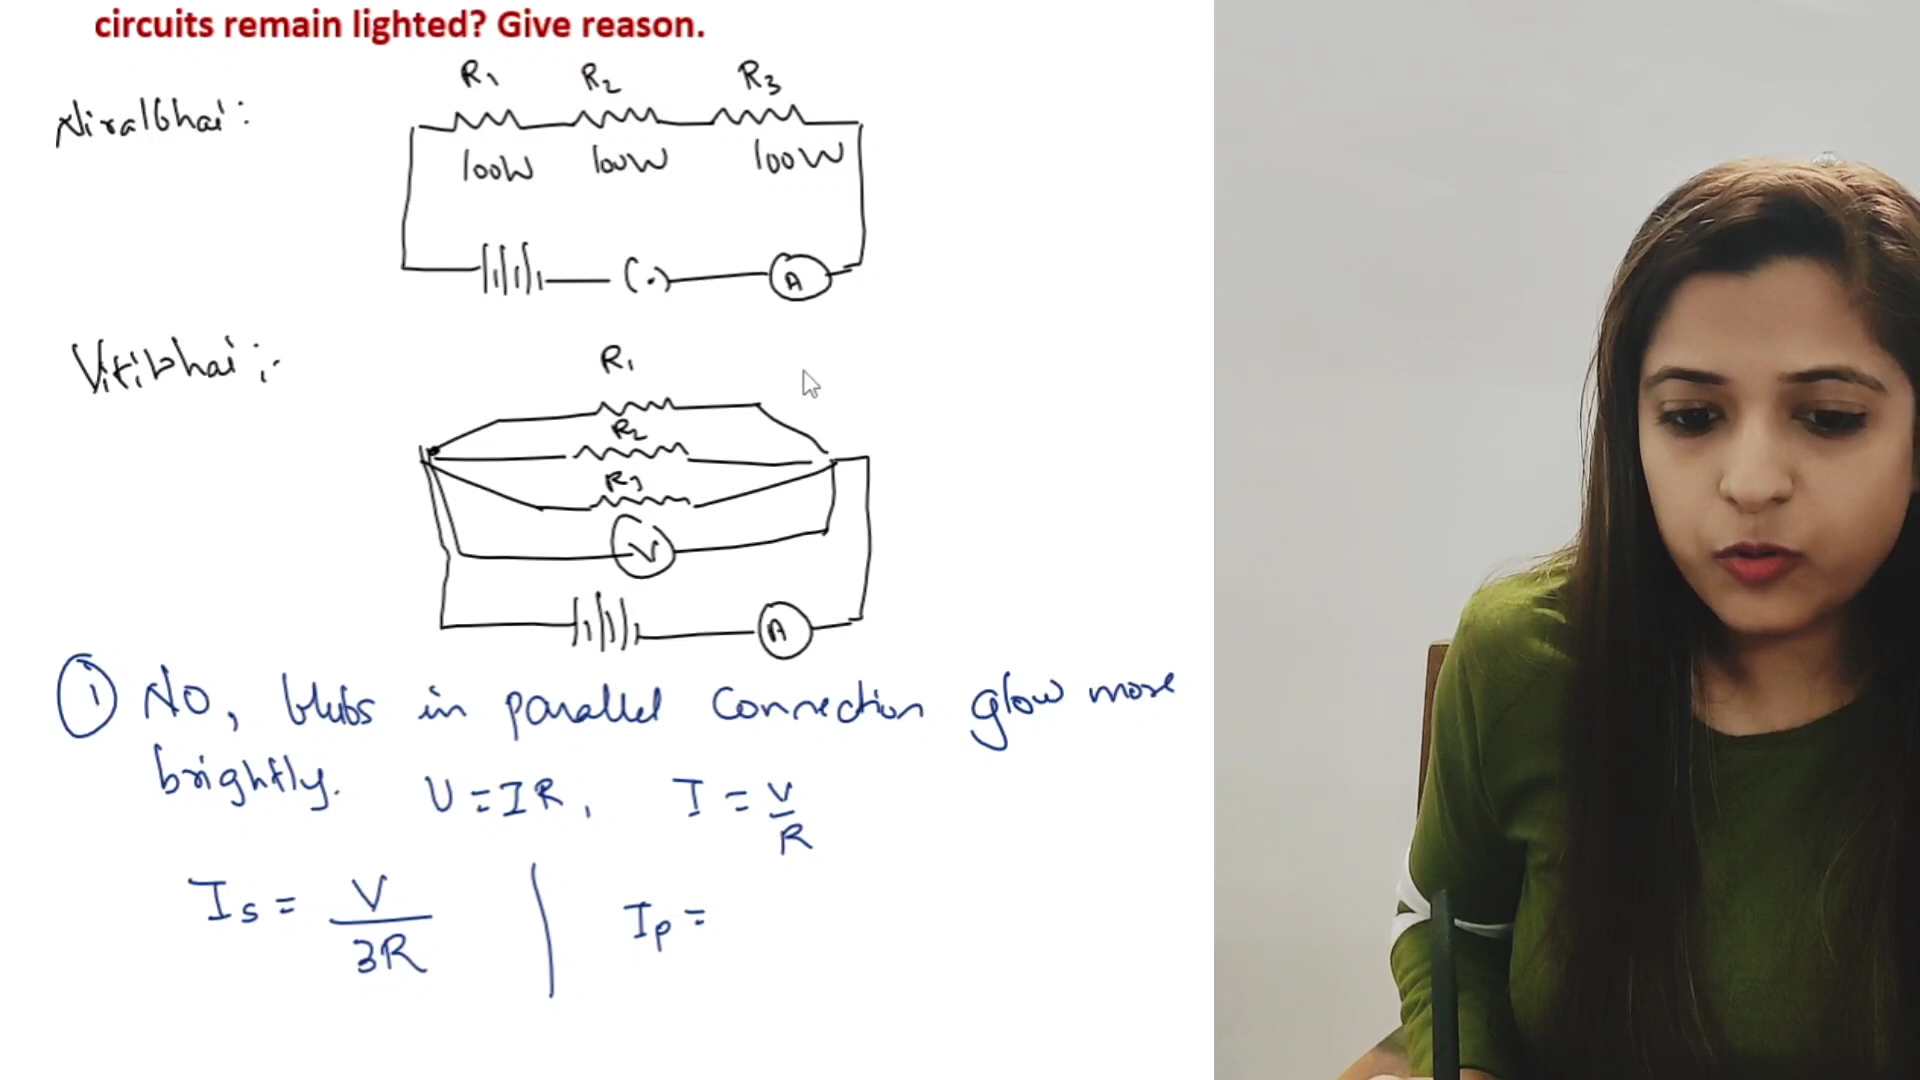 circuits remain lighted? Give reason.
R1 R2 R3
Niralbhai:
100W 100W 100W
(.) A
Vitibhai:-
R1
R2
R3
V
A
① No, blubs in parallel connection glow more
brightly. V = IR, I = V/R
Is = V/3R | Ip =